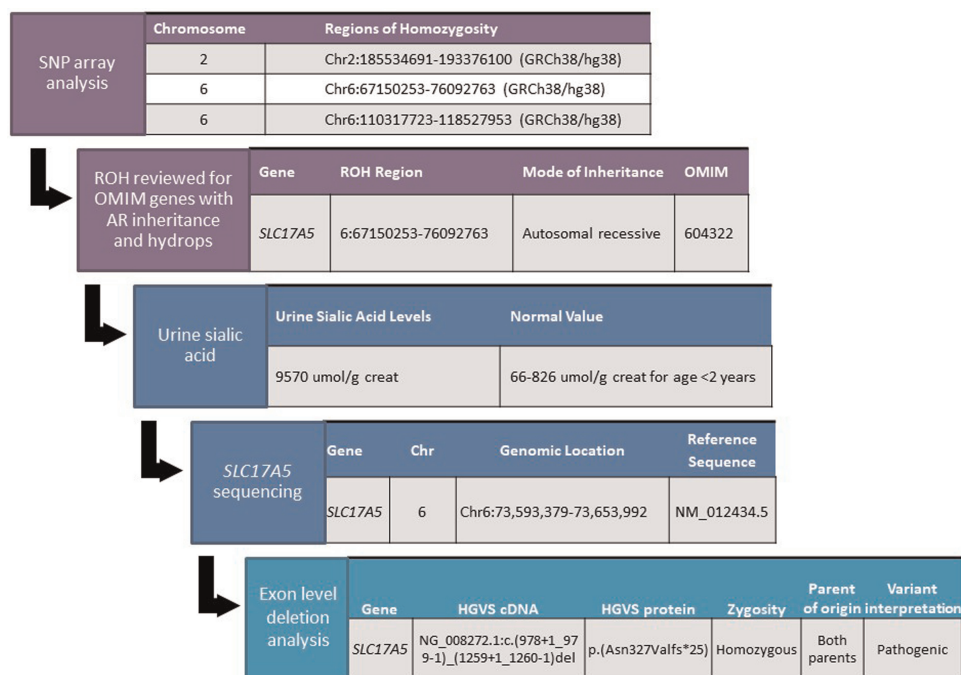 SNP array
analysis
Chromosome Regions of Homozygosity
2 Chr2:185534691-193376100 (GRCh38/hg38)
6 Chr6:67150253-76092763 (GRCh38/hg38)
6 Chr6:110317723-118527953 (GRCh38/hg38)
ROH reviewed for
OMIM genes with
AR inheritance
and hydrops
Gene ROH Region Mode of Inheritance OMIM
SLC17A5 6:67150253-76092763 Autosomal recessive 604322
Urine sialic
acid
Urine Sialic Acid Levels Normal Value
9570 umol/g creat 66-826 umol/g creat for age <2 years
SLC17A5
sequencing
Gene Chr Genomic Location Reference
Sequence
SLC17A5 6 Chr6:73,593,379-73,653,992 NM_012434.5
Exon level
deletion
analysis
Gene HGVS cDNA HGVS protein Zygosity Parent
of origin Variant
interpretation
SLC17A5 NG_008272.1:c.(978+1_97
9-1)_(1259+1_1260-1)del p.(Asn327Valfs*25) Homozygous Both
parents Pathogenic